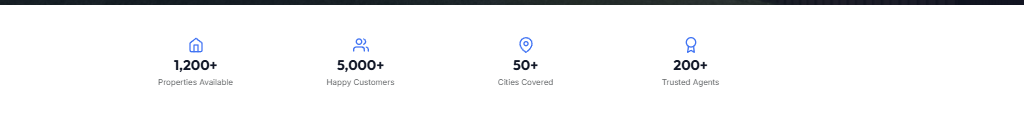 1,200+
Properties Available
5,000+
Happy Customers
50+
Cities Covered
200+
Trusted Agents